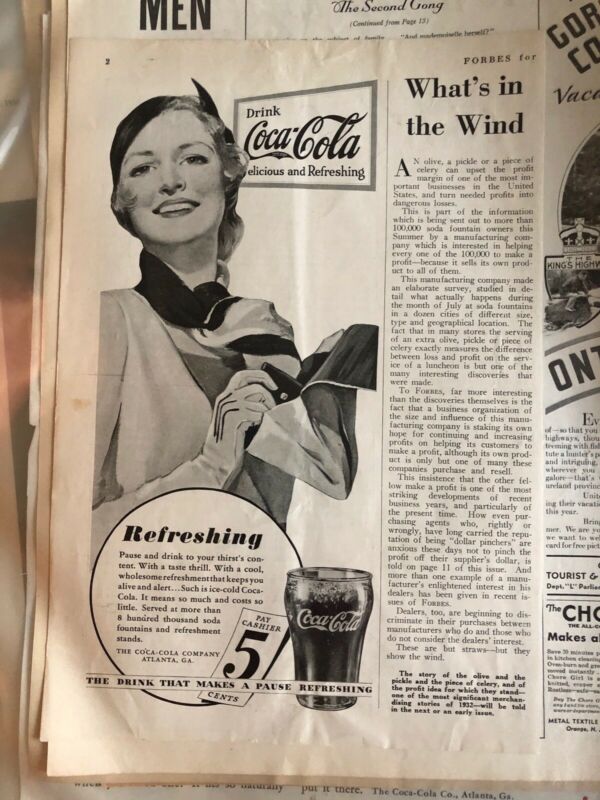 MEN
The Second Gong
(Continued from Page 13)
"And mademoiselle herself?"
2
FORBES for
Drink
Coca-Cola
elicious and Refreshing
Refreshing
Pause and drink to your thirst's con-
tent. With a taste thrill. With a cool,
wholesome refreshment that keeps you
alive and alert...Such is ice-cold Coca-
Cola. It means so much and costs so
little. Served at more than
8 hundred thousand soda
fountains and refreshment
stands.
THE COCA-COLA COMPANY
ATLANTA, GA.
PAY
CASHIER
5
CENTS
Coca-Cola
THE DRINK THAT MAKES A PAUSE REFRESHING
What's in
the Wind
AN olive, a pickle or a piece of
celery can upset the profit
margin of one of the most im-
portant businesses in the United
States, and turn needed profits into
dangerous losses.
This is part of the information
which is being sent out to more than
100,000 soda fountain owners this
Summer by a manufacturing com-
pany which is interested in helping
every one of the 100,000 to make a
profit—because it sells its own prod-
uct to all of them.
This manufacturing company made
an elaborate survey, studied in de-
tail what actually happens during
the month of July at soda fountains
in a dozen cities of different size,
type and geographical location. The
fact that in many stores the serving
of an extra olive, pickle or piece of
celery exactly measures the difference
between loss and profit on the serv-
ice of a luncheon is but one of the
many interesting discoveries that
were made.
To FORBES, far more interesting
than the discoveries themselves is the
fact that a business organization of
the size and influence of this manu-
facturing company is staking its own
hope for continuing and increasing
profits on helping its customers to
make a profit, although its own prod-
uct is only one of many these
companies purchase and resell.
This insistence that the other fel-
low make a profit is one of the most
striking developments of recent
business years, and particularly of
the present time. How even pur-
chasing agents who, rightly or
wrongly, have long carried the repu-
tation of being "dollar pinchers" are
anxious these days not to pinch the
profit off their supplier's dollar, is
told on page 11 of this issue. And
more than one example of a manu-
facturer's enlightened interest in his
dealers has been given in recent is-
sues of FORBES.
Dealers, too, are beginning to dis-
criminate in their purchases between
manufacturers who do and those who
do not consider the dealers' interest.
These are but straws—but they
show the wind.
The story of the olive and the
pickle and the piece of celery, and of
the profit idea for which they stand—
one of the most significant merchan-
dising stories of 1932—will be told
in the next or an early issue.
THE
KING'S HIGHW
ONT
TOURIST &
Dept. "L" Parliam
The CHO
THE ALL-C
Makes a
Save 30 minutes
in kitchen cleaning
METAL TEXTILE
Orange, N. J.
put it there.
The Coca-Cola Co., Atlanta, Ga.